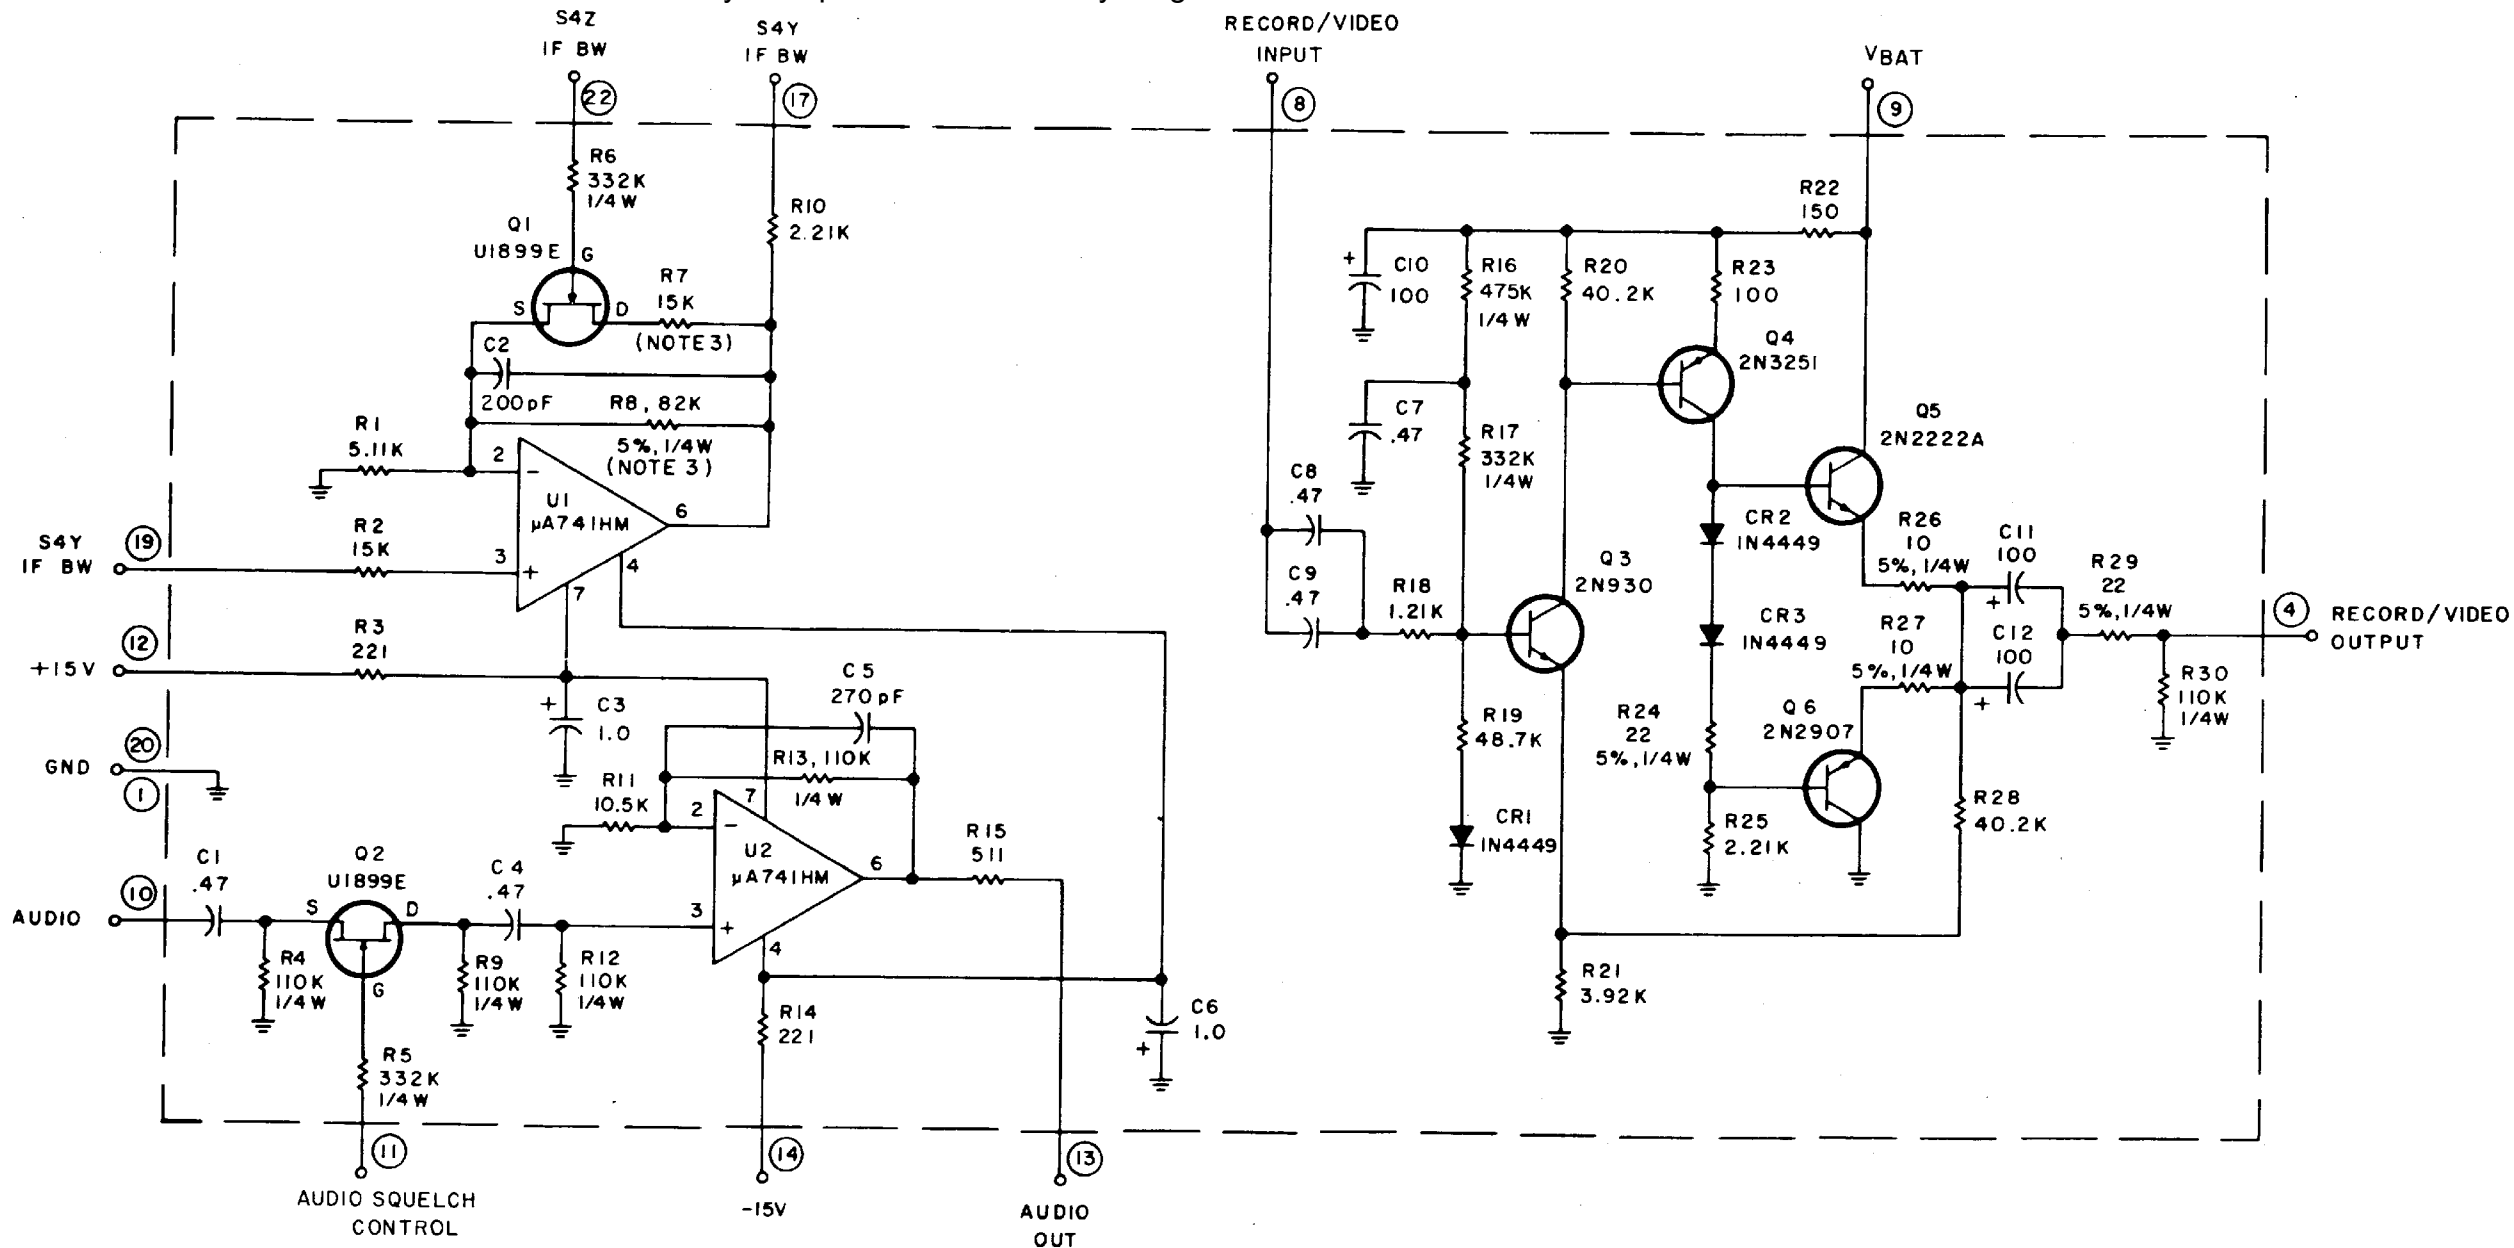 S4Z
IF BW
22
S4Y
IF BW
17
RECORD/VIDEO
INPUT
8
VBAT
9
R6
332K
1/4W
Q1
U1899E
G
S
D
R7
15K
(NOTE 3)
R10
2.21K
C2
200pF
R8, 82K
5%, 1/4W
(NOTE 3)
R1
5.11K
2
−
U1
µA741HM
6
3
+
4
7
R2
15K
S4Y
IF BW
19
R3
221
+15V
12
GND
20
1
+
C3
1.0
C5
270pF
R13, 110K
1/4W
R11
10.5K
2
−
7
U2
µA741HM
6
3
+
4
R15
511
AUDIO
10
C1
.47
R4
110K
1/4W
Q2
U1899E
S
D
G
R9
110K
1/4W
C4
.47
R12
110K
1/4W
R5
332K
1/4W
11
AUDIO SQUELCH
CONTROL
R14
221
14
-15V
C6
1.0
+
13
AUDIO
OUT
R22
150
+
C10
100
R16
475K
1/4W
R20
40.2K
R23
100
Q4
2N3251
C7
.47
R17
332K
1/4W
C8
.47
C9
.47
R18
1.21K
Q3
2N930
R19
48.7K
CR1
1N4449
Q5
2N2222A
CR2
1N4449
CR3
1N4449
R24
22
5%, 1/4W
R25
2.21K
Q6
2N2907
R26
10
5%, 1/4W
R27
10
5%, 1/4W
C11
100
+
C12
100
+
R29
22
5%, 1/4W
4
RECORD/VIDEO
OUTPUT
R30
110K
1/4W
R28
40.2K
R21
3.92K